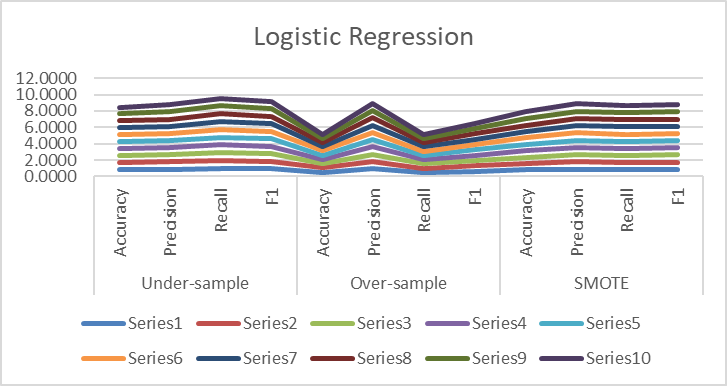 Logistic Regression
12.0000
10.0000
8.0000
6.0000
4.0000
2.0000
0.0000
Accuracy
Precision
Recall
F1
Accuracy
Precision
Recall
F1
Accuracy
Precision
Recall
F1
Under-sample Over-sample SMOTE
Series1 Series2 Series3 Series4 Series5
Series6 Series7 Series8 Series9 Series10